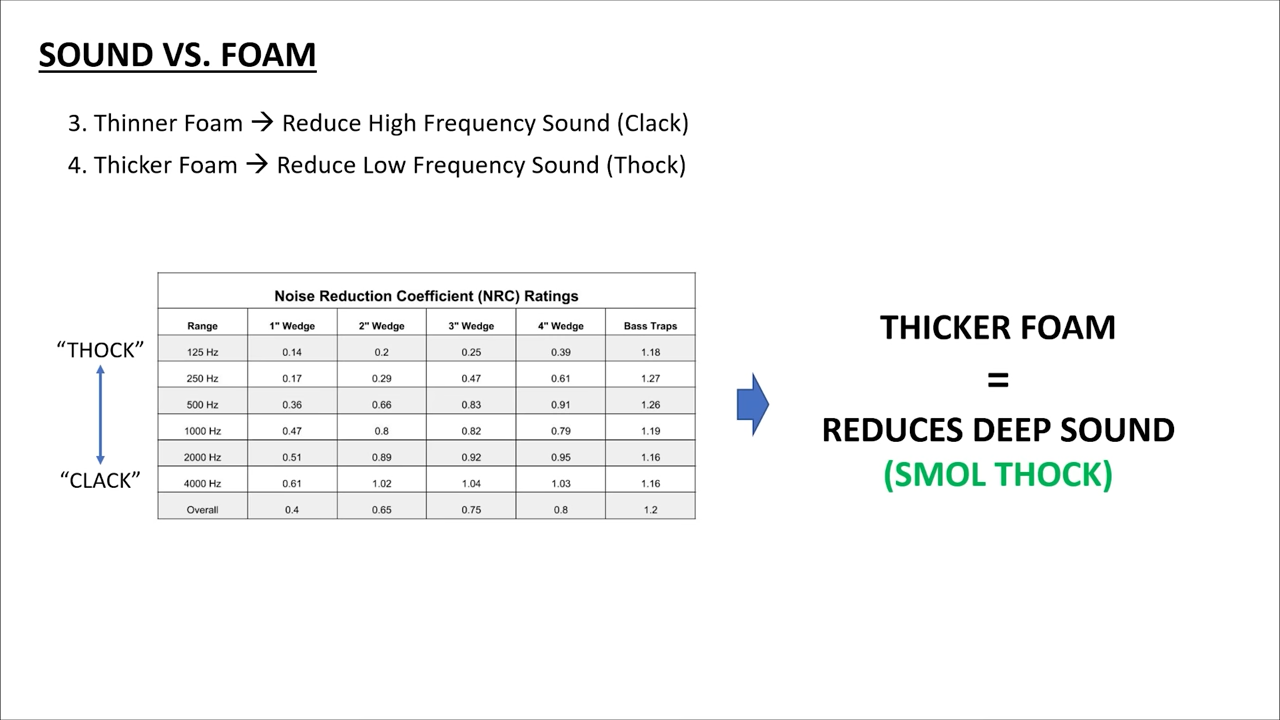 SOUND VS. FOAM
3. Thinner Foam → Reduce High Frequency Sound (Clack)
4. Thicker Foam → Reduce Low Frequency Sound (Thock)
Noise Reduction Coefficient (NRC) Ratings
Range 1" Wedge 2" Wedge 3" Wedge 4" Wedge Bass Traps
125 Hz 0.14 0.2 0.25 0.39 1.18
250 Hz 0.17 0.29 0.47 0.61 1.27
500 Hz 0.36 0.66 0.83 0.91 1.26
1000 Hz 0.47 0.8 0.82 0.79 1.19
2000 Hz 0.51 0.89 0.92 0.95 1.16
4000 Hz 0.61 1.02 1.04 1.03 1.16
Overall 0.4 0.65 0.75 0.8 1.2
“THOCK”
“CLACK”
THICKER FOAM
=
REDUCES DEEP SOUND
(SMOL THOCK)